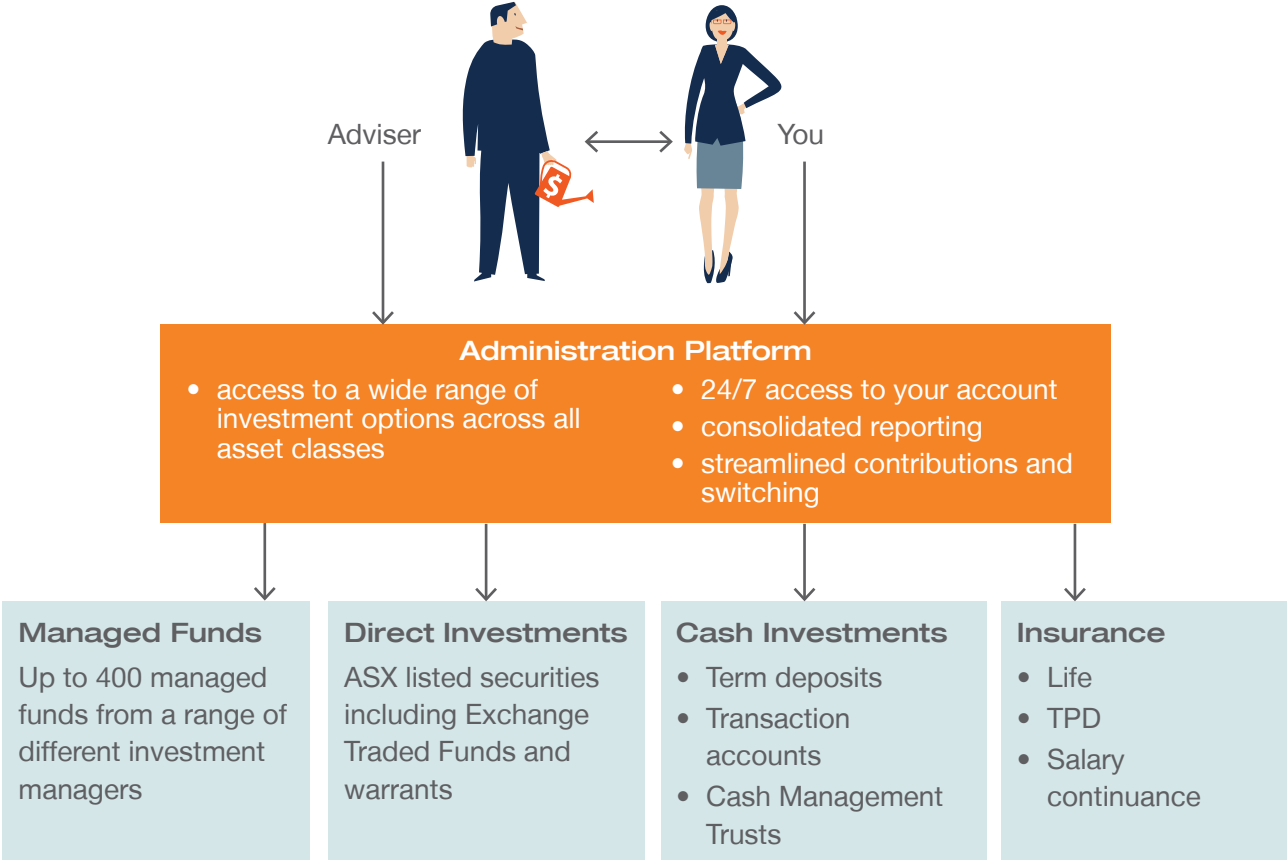 Adviser
You
$
Administration Platform
• access to a wide range of
investment options across all
asset classes
• 24/7 access to your account
• consolidated reporting
• streamlined contributions and
switching
Managed Funds
Up to 400 managed
funds from a range of
different investment
managers
Direct Investments
ASX listed securities
including Exchange
Traded Funds and
warrants
Cash Investments
• Term deposits
• Transaction
accounts
• Cash Management
Trusts
Insurance
• Life
• TPD
• Salary
continuance